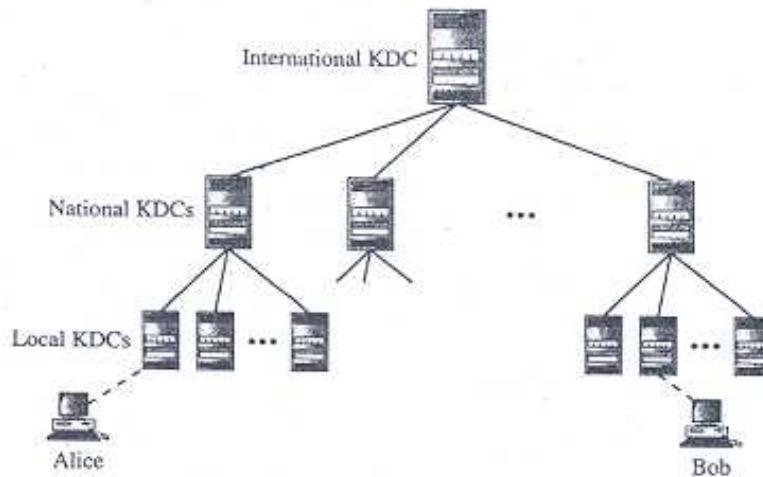 International KDC
National KDCs
...
Local KDCs
...
...
Alice
Bob